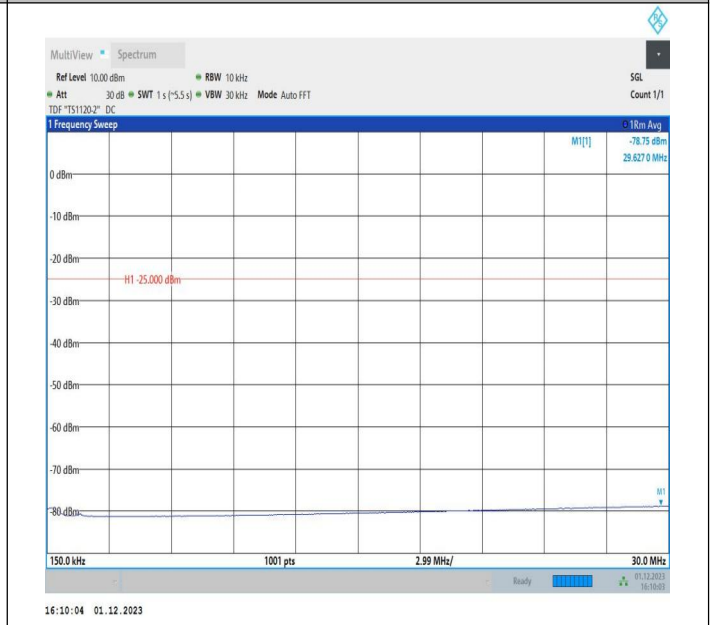 R S
MultiView Spectrum
Ref Level 10.00 dBm RBW 10 kHz SGL
Att 30 dB SWT 1 s (~5.5 s) VBW 30 kHz Mode Auto FFT Count 1/1
TDF "TS1120-2" DC
1 Frequency Sweep 1Rm Avg
M1[1] -78.75 dBm
29.627 0 MHz
0 dBm
-10 dBm
-20 dBm
H1 -25.000 dBm
-30 dBm
-40 dBm
-50 dBm
-60 dBm
-70 dBm
M1
-80 dBm
150.0 kHz 1001 pts 2.99 MHz/ 30.0 MHz
Ready 01.12.2023
16:10:03
16:10:04 01.12.2023